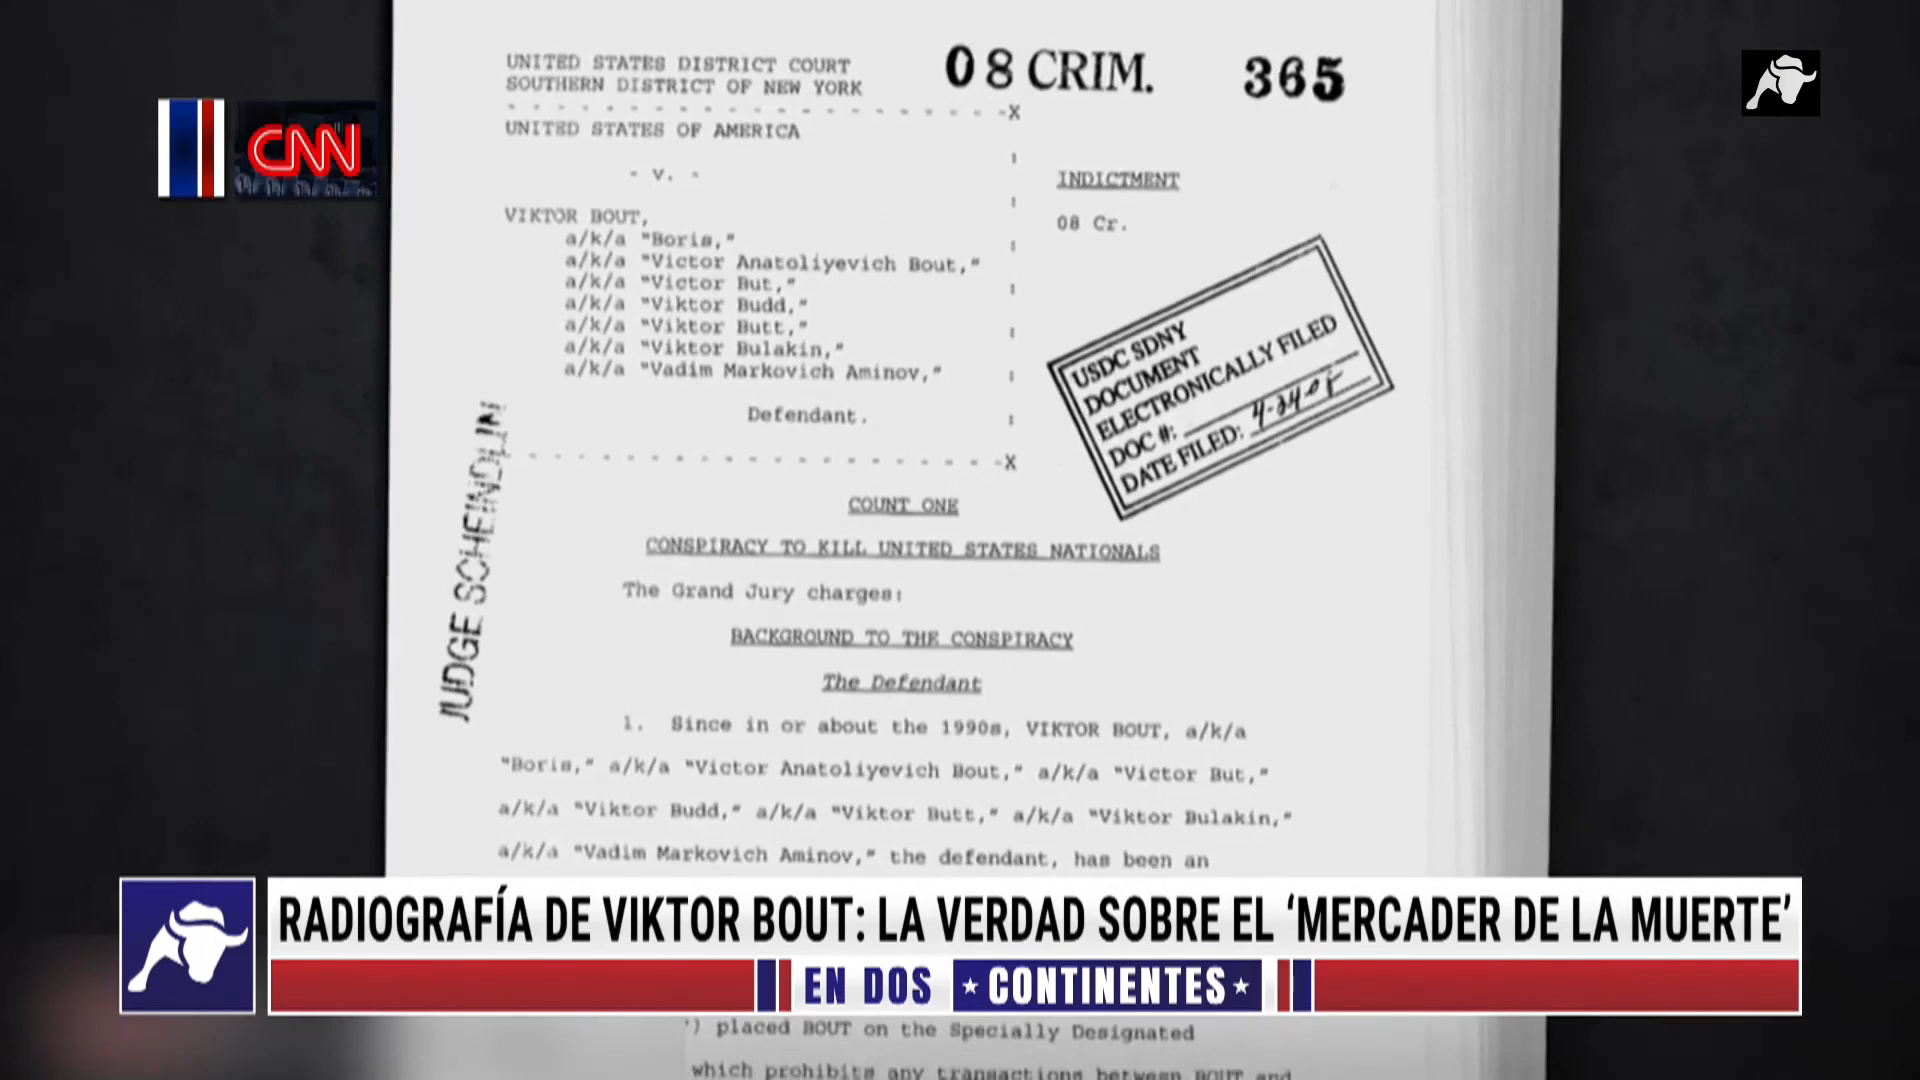 UNITED STATES DISTRICT COURT
SOUTHERN DISTRICT OF NEW YORK
08 CRIM. 365
- - - - - - - - - - - - - - - - - - - - -X
UNITED STATES OF AMERICA
- v. -
INDICTMENT
VIKTOR BOUT,
08 Cr.
a/k/a "Boris,"
a/k/a "Victor Anatoliyevich Bout,"
a/k/a "Victor But,"
a/k/a "Viktor Budd,"
a/k/a "Viktor Butt,"
a/k/a "Viktor Bulakin,"
a/k/a "Vadim Markovich Aminov,"
Defendant.
- - - - - - - - - - - - - - - - - - - - -X
USDC SDNY
DOCUMENT
ELECTRONICALLY FILED
DOC #:
DATE FILED:
JUDGE SCHEINDLIN
CNN
COUNT ONE
CONSPIRACY TO KILL UNITED STATES NATIONALS
The Grand Jury charges:
BACKGROUND TO THE CONSPIRACY
The Defendant
1. Since in or about the 1990s, VIKTOR BOUT, a/k/a
"Boris," a/k/a "Victor Anatoliyevich Bout," a/k/a "Victor But,"
a/k/a "Viktor Budd," a/k/a "Viktor Butt," a/k/a "Viktor Bulakin,"
a/k/a "Vadim Markovich Aminov," the defendant, has been an
RADIOGRAFÍA DE VIKTOR BOUT: LA VERDAD SOBRE EL ‘MERCADER DE LA MUERTE’
EN DOS CONTINENTES
') placed BOUT on the Specially Designated
which prohibits any transactions between BOUT and